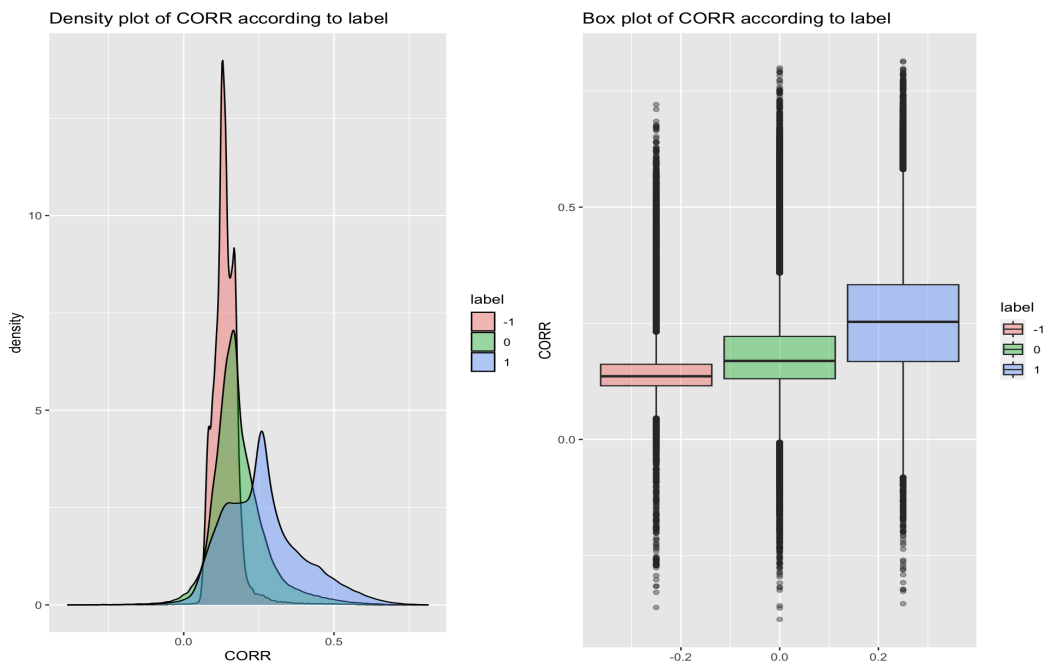 Density plot of CORR according to label
10
5
0
density
0.0
0.5
CORR
label
-1
0
1
Box plot of CORR according to label
0.5
0.0
CORR
-0.2
0.0
0.2
label
-1
0
1